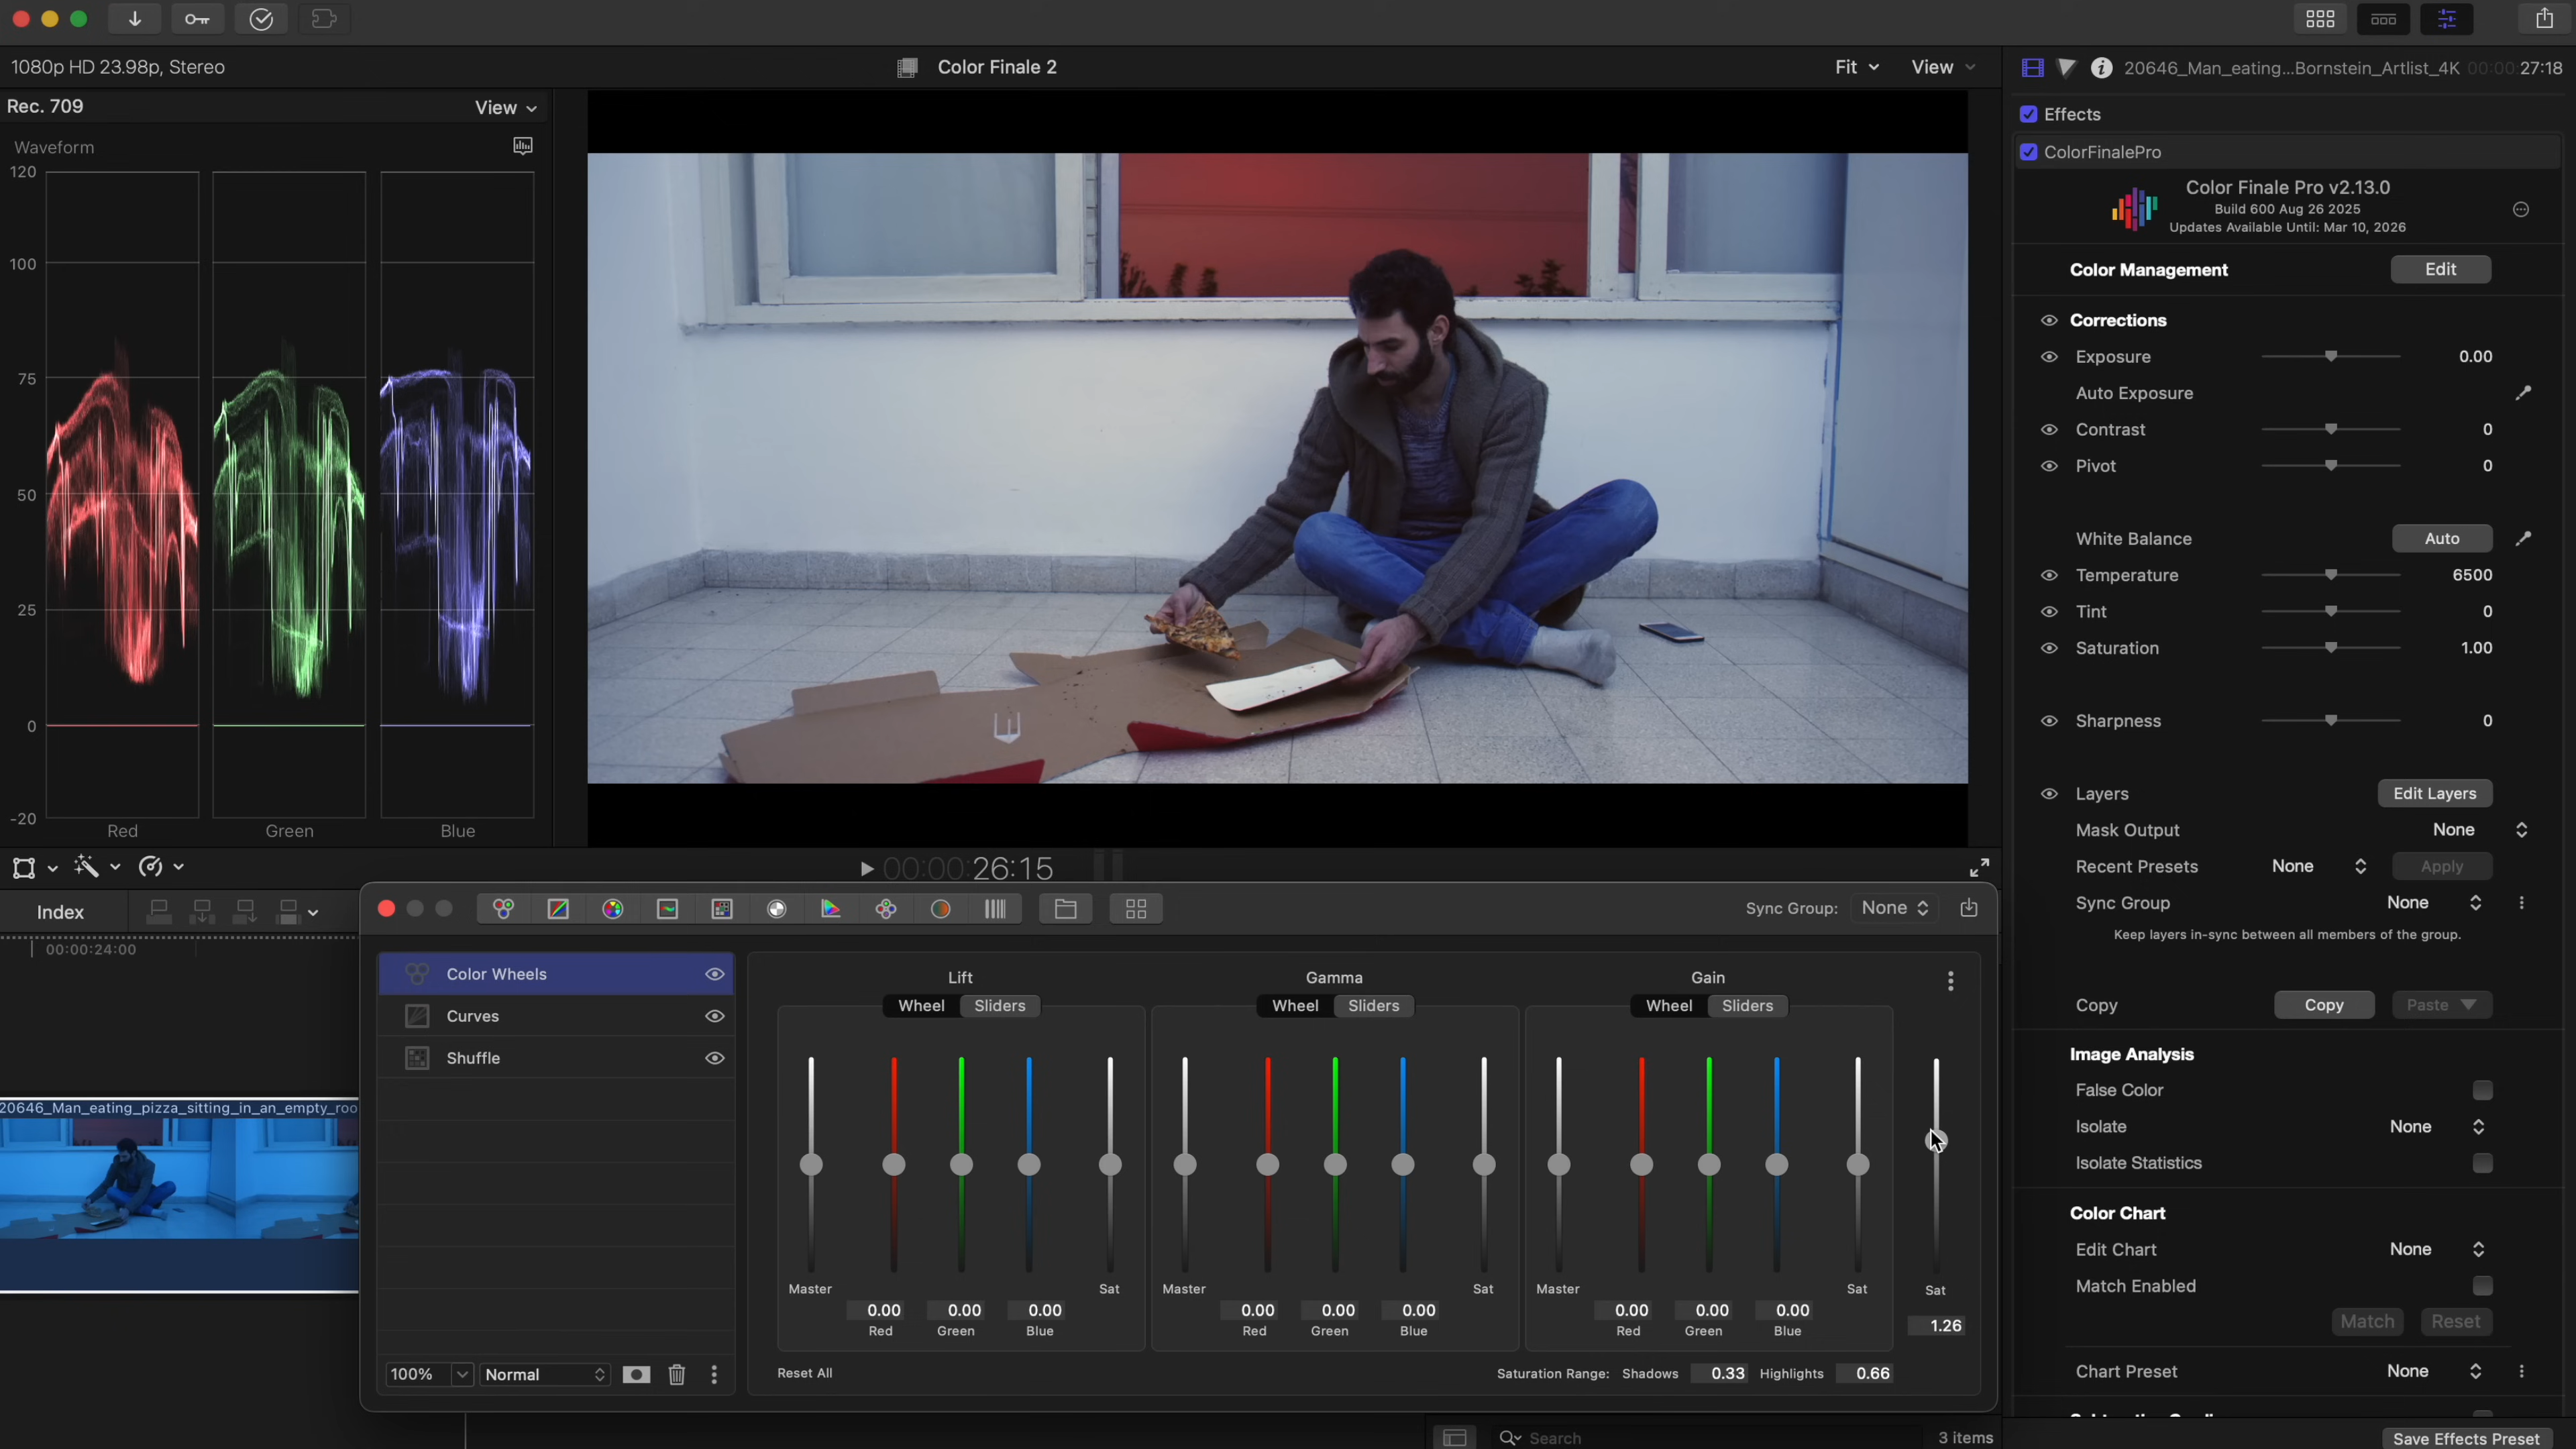 1080p HD 23.98p, Stereo
Color Finale 2
Fit
View
20646_Man_eating...Bornstein_Artlist_4K
00:00:27:18
Rec. 709
View
Waveform
120
100
75
50
25
0
-20
Red
Green
Blue
Effects
ColorFinalePro
Color Finale Pro v2.13.0
Build 600 Aug 26 2025
Updates Available Until: Mar 10, 2026
Color Management
Edit
Corrections
Exposure 0.00
Auto Exposure
Contrast 0
Pivot 0
White Balance Auto
Temperature 6500
Tint 0
Saturation 1.00
Sharpness 0
Layers Edit Layers
Mask Output None
Recent Presets None Apply
Sync Group None
Keep layers in-sync between all members of the group.
Copy Copy Paste
Image Analysis
False Color
Isolate None
Isolate Statistics
Color Chart
Edit Chart None
Match Enabled
Match Reset
Chart Preset None
Save Effects Preset
00:00:26:15
Index
00:00:24:00
20646_Man_eating_pizza_sitting_in_an_empty_roo
Sync Group: None
Color Wheels
Curves
Shuffle
100% Normal
Lift Gamma Gain
Wheel Sliders Wheel Sliders Wheel Sliders
Master Sat Master Sat Master Sat Sat
0.00 0.00 0.00 0.00 0.00 0.00 0.00 0.00 0.00 1.26
Red Green Blue Red Green Blue Red Green Blue
Reset All
Saturation Range: Shadows 0.33 Highlights 0.66
Search
3 items